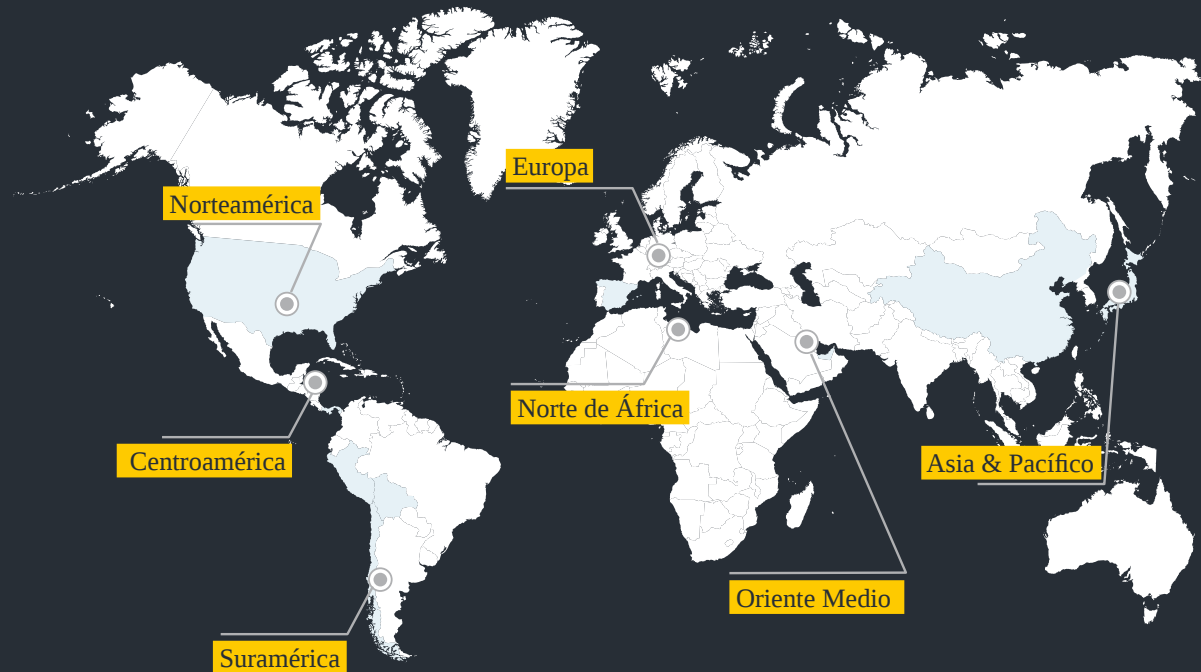 Europa
Norteamérica
Norte de África
Centroamérica
Asia & Pacífico
Oriente Medio
Suramérica